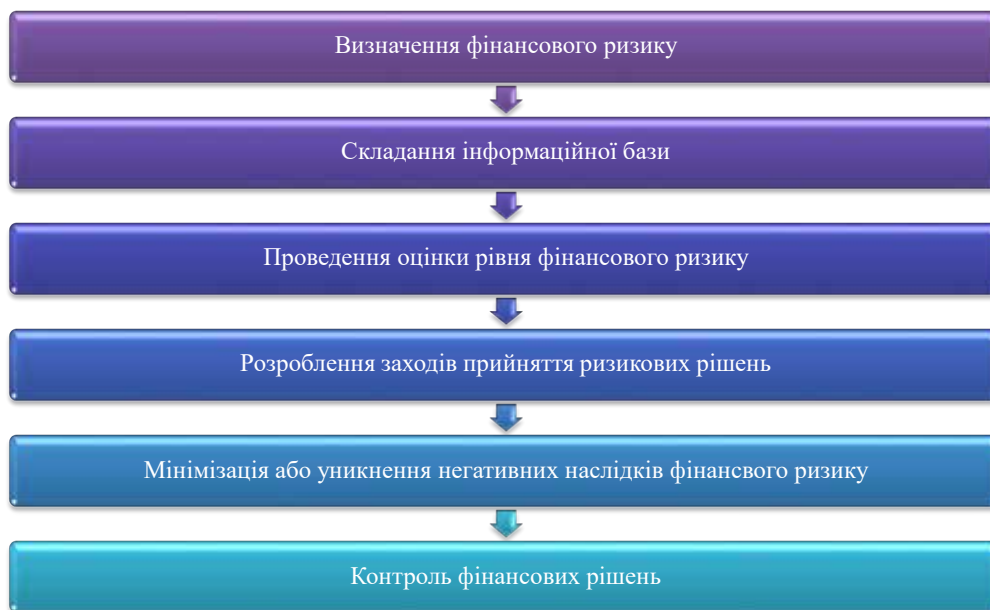 Визначення фінансового ризику
Складання інформаційної бази
Проведення оцінки рівня фінансового ризику
Розроблення заходів прийняття ризикових рішень
Мінімізація або уникнення негативних наслідків фінансвого ризику
Контроль фінансових рішень